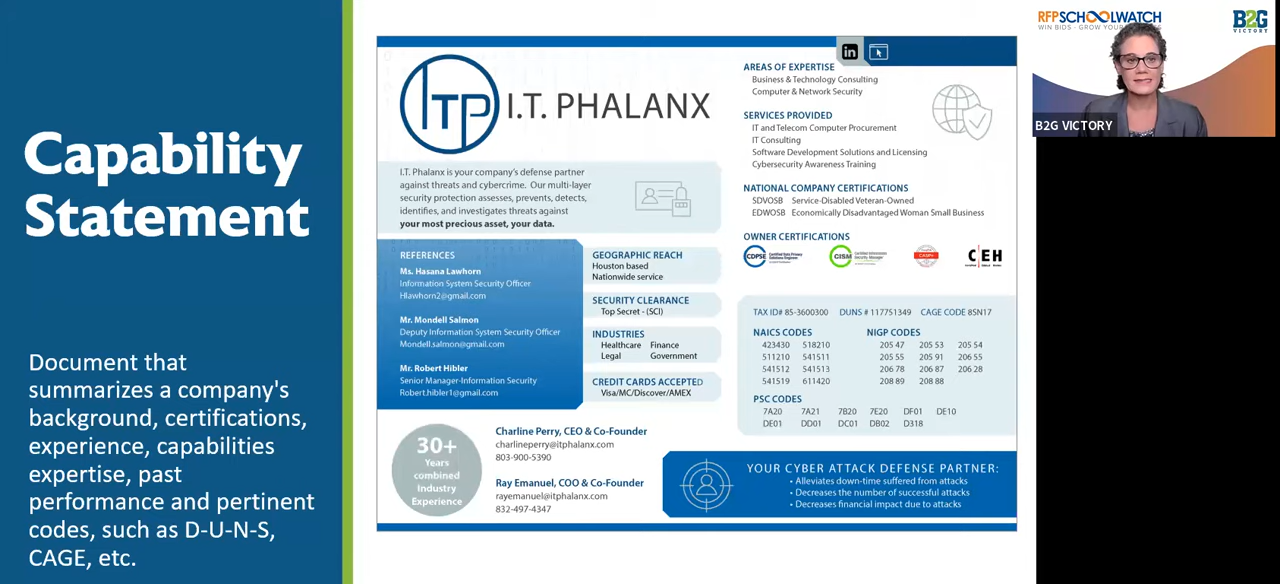 Capability
Statement
Document that
summarizes a company's
background, certifications,
experience, capabilities
expertise, past
performance and pertinent
codes, such as D-U-N-S,
CAGE, etc.
ITP I.T. PHALANX
I.T. Phalanx is your company's defense partner
against threats and cybercrime. Our multi-layer
security protection assesses, prevents, detects,
identifies, and investigates threats against
your most precious asset, your data.
REFERENCES
Ms. Hasana Lawhorn
Information System Security Officer
Hlawhorn2@gmail.com
Mr. Mondell Salmon
Deputy Information System Security Officer
Mondell.salmon@gmail.com
Mr. Robert Hibler
Senior Manager-Information Security
Robert.hibler1@gmail.com
GEOGRAPHIC REACH
Houston based
Nationwide service
SECURITY CLEARANCE
Top Secret - (SCI)
INDUSTRIES
Healthcare Finance
Legal Government
CREDIT CARDS ACCEPTED
Visa/MC/Discover/AMEX
30+
Years
combined
Industry
Experience
Charline Perry, CEO & Co-Founder
charlineperry@itphalanx.com
803-900-5390
Ray Emanuel, COO & Co-Founder
rayemanuel@itphalanx.com
832-497-4347
in
AREAS OF EXPERTISE
Business & Technology Consulting
Computer & Network Security
SERVICES PROVIDED
IT and Telecom Computer Procurement
IT Consulting
Software Development Solutions and Licensing
Cybersecurity Awareness Training
NATIONAL COMPANY CERTIFICATIONS
SDVOSB Service-Disabled Veteran-Owned
EDWOSB Economically Disadvantaged Woman Small Business
OWNER CERTIFICATIONS
CDPSE
CISM
CEH
TAX ID# 85-3600300 DUNS # 117751349 CAGE CODE 8SN17
NAICS CODES
423430 518210
511210 541511
541512 541513
541519 611420
NIGP CODES
205 47 205 53 205 54
205 55 205 91 206 55
206 78 206 87 206 28
208 89 208 88
PSC CODES
7A20 7A21 7B20 7E20 DF01 DE10
DE01 DD01 DC01 DB02 D318
YOUR CYBER ATTACK DEFENSE PARTNER:
• Alleviates down-time suffered from attacks
• Decreases the number of successful attacks
• Decreases financial impact due to attacks
RFPSCHOOLWATCH
WIN BIDS · GROW YOUR
B2G
VICTORY
B2G VICTORY